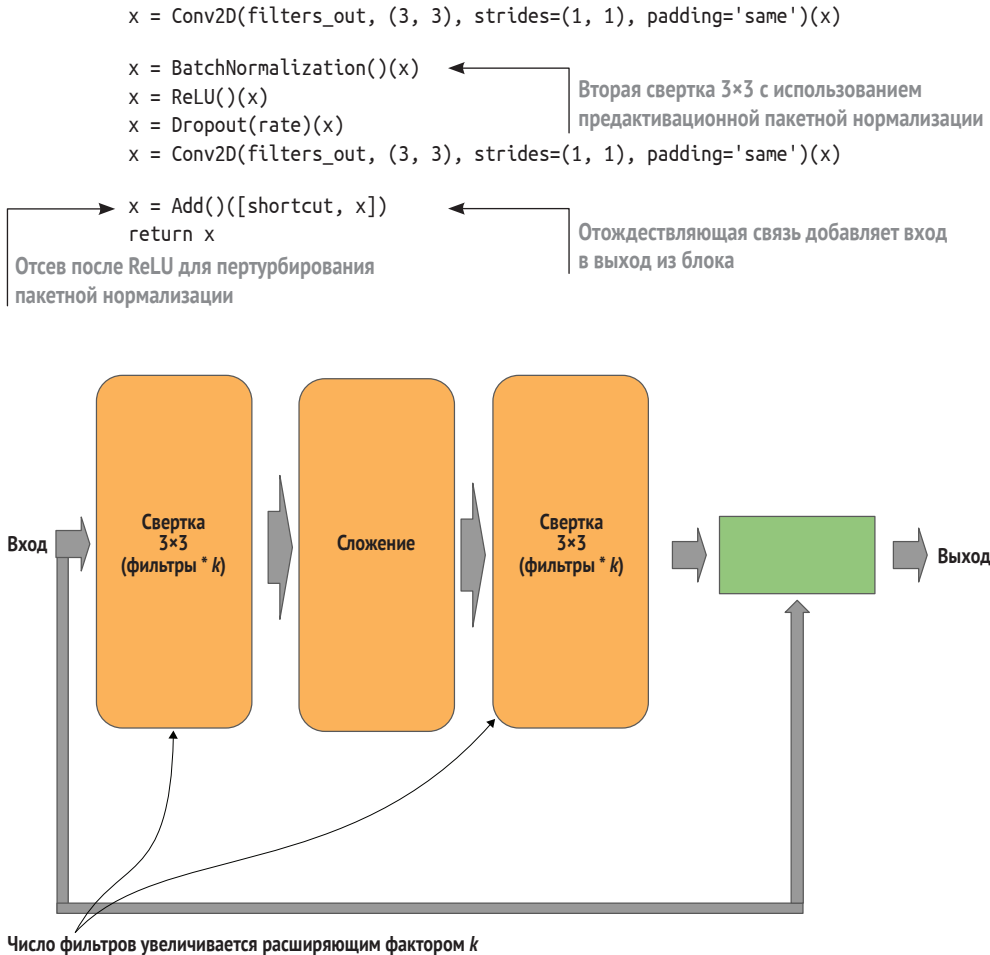 x = Conv2D(filters_out, (3, 3), strides=(1, 1), padding='same')(x)
x = BatchNormalization()(x)
x = ReLU()(x)
x = Dropout(rate)(x)
x = Conv2D(filters_out, (3, 3), strides=(1, 1), padding='same')(x)
Вторая свертка 3×3 с использованием
предактивационной пакетной нормализации
x = Add()([shortcut, x])
return x
Отождествляющая связь добавляет вход
в выход из блока
Отсев после ReLU для пертурбирования
пакетной нормализации
Вход
Свертка
3×3
(фильтры * k)
Сложение
Свертка
3×3
(фильтры * k)
Выход
Число фильтров увеличивается расширяющим фактором k